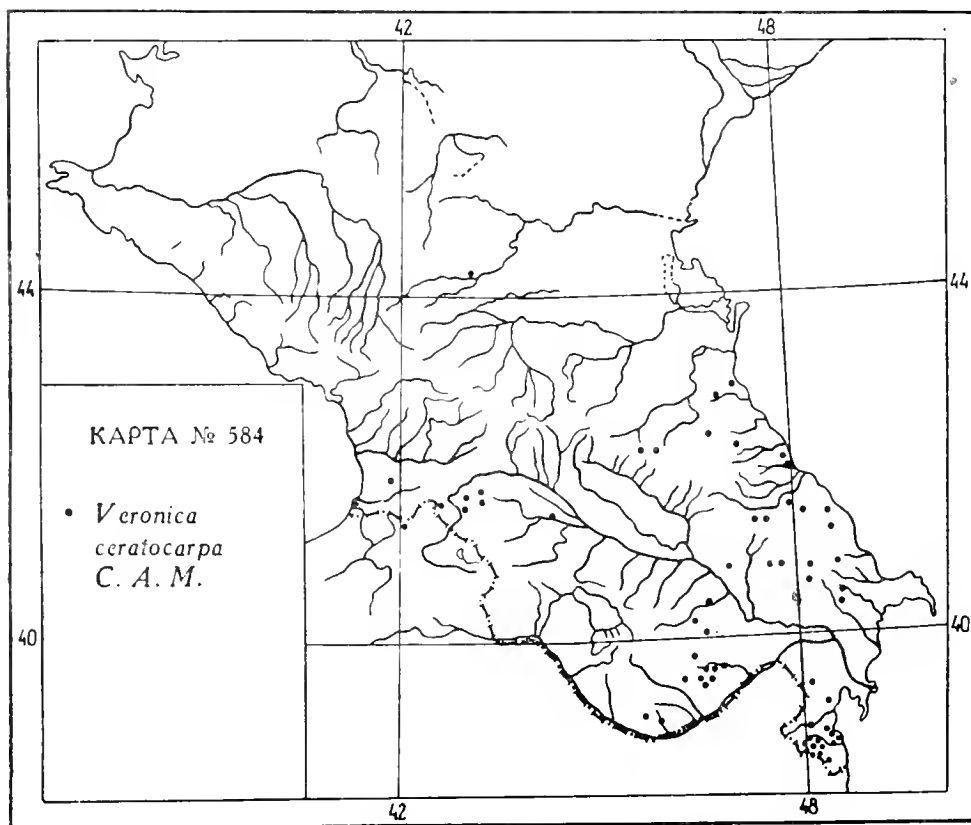 42 48
44 44
КАРТА № 584
• Veronica
ceratocarpa
C. A. M.
40 40
42 48